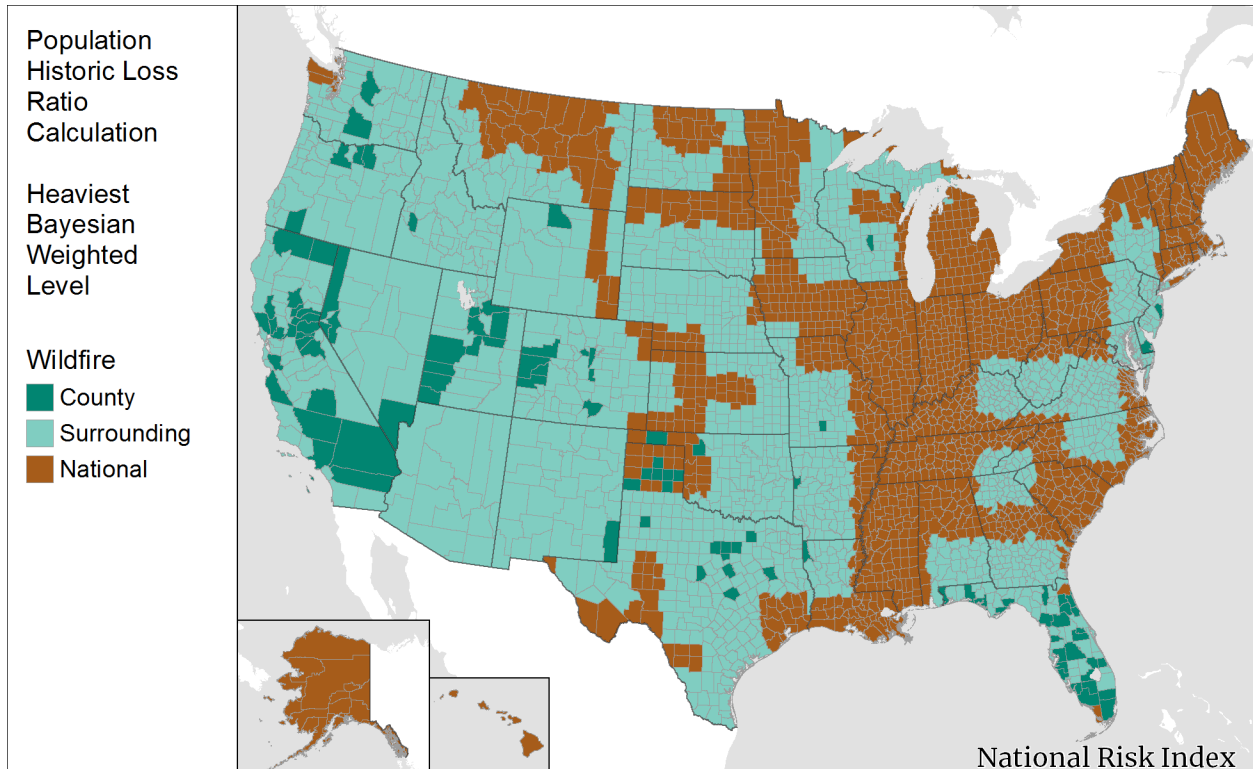 Population
Historic Loss
Ratio
Calculation
Heaviest
Bayesian
Weighted
Level
Wildfire
County
Surrounding
National
National Risk Index